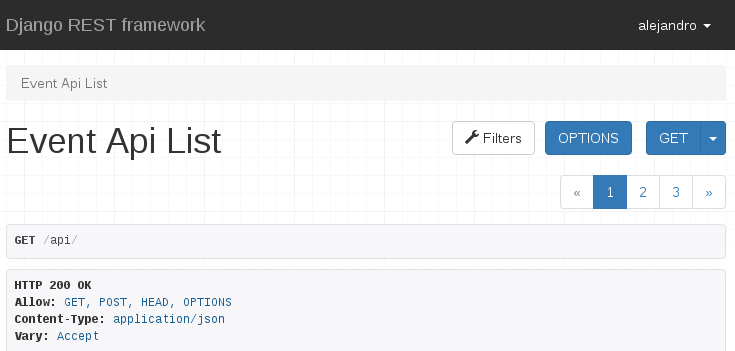 Django REST framework
alejandro
Event Api List
Event Api List
Filters
OPTIONS
GET
« 1 2 3 »
GET /api/
HTTP 200 OK
Allow: GET, POST, HEAD, OPTIONS
Content-Type: application/json
Vary: Accept